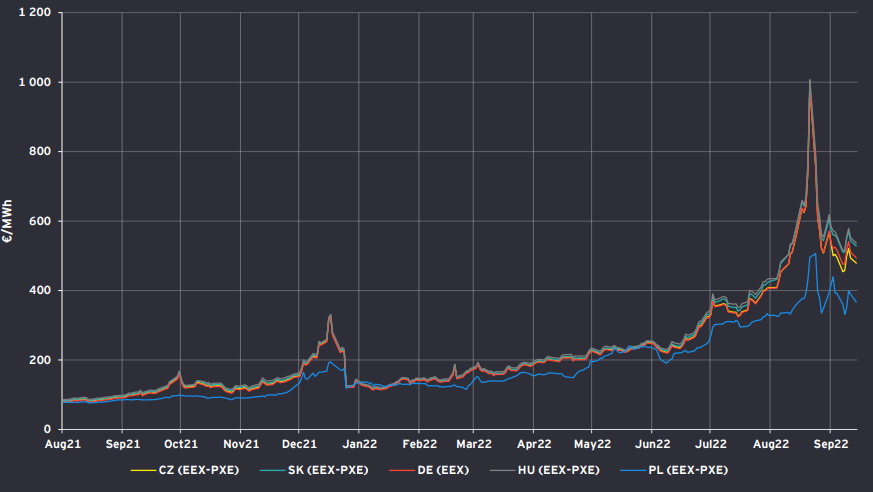 1 200
1 000
800
600
400
200
0
€/MWh
Aug21 Sep21 Oct21 Nov21 Dec21 Jan22 Feb22 Mar22 Apr22 May22 Jun22 Jul22 Aug22 Sep22
CZ (EEX-PXE) SK (EEX-PXE) DE (EEX) HU (EEX-PXE) PL (EEX-PXE)